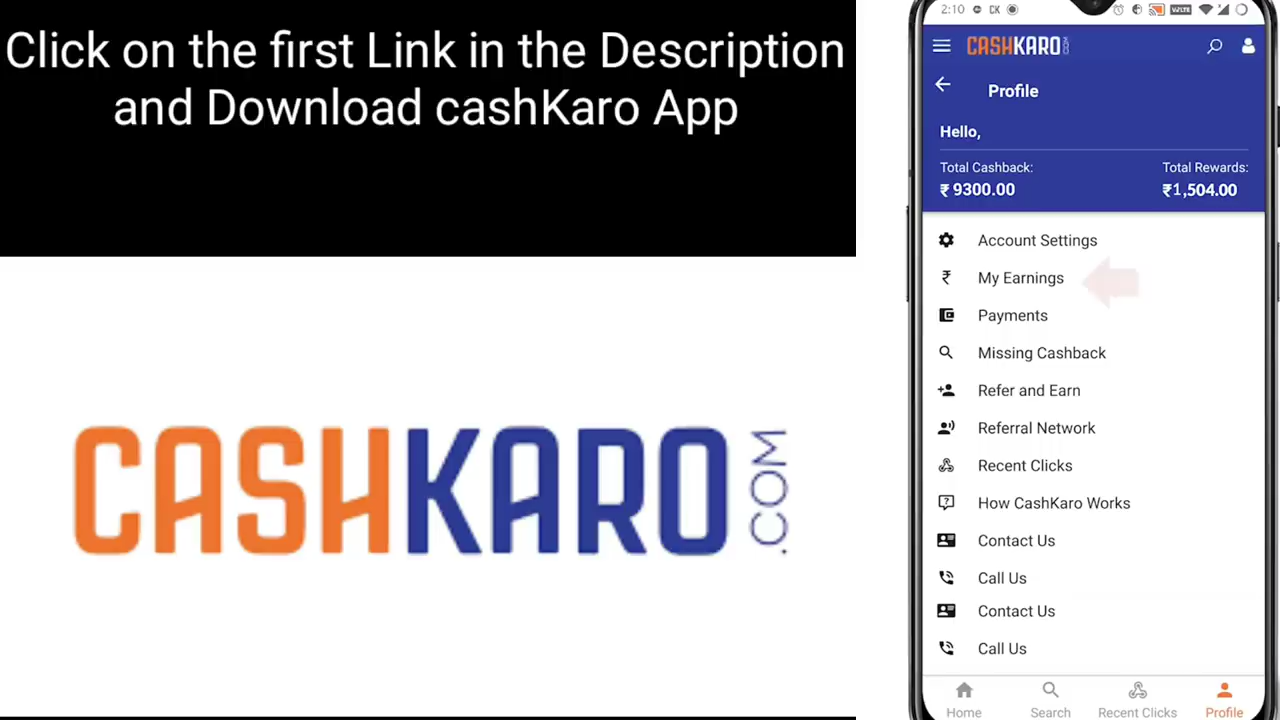 Click on the first Link in the Description
and Download cashKaro App
CASHKARO.COM
2:10 CK VoLTE
CASHKARO.COM
Profile
Hello,
Total Cashback: Total Rewards:
₹ 9300.00 ₹1,504.00
Account Settings
My Earnings
Payments
Missing Cashback
Refer and Earn
Referral Network
Recent Clicks
How CashKaro Works
Contact Us
Call Us
Contact Us
Call Us
Home Search Recent Clicks Profile